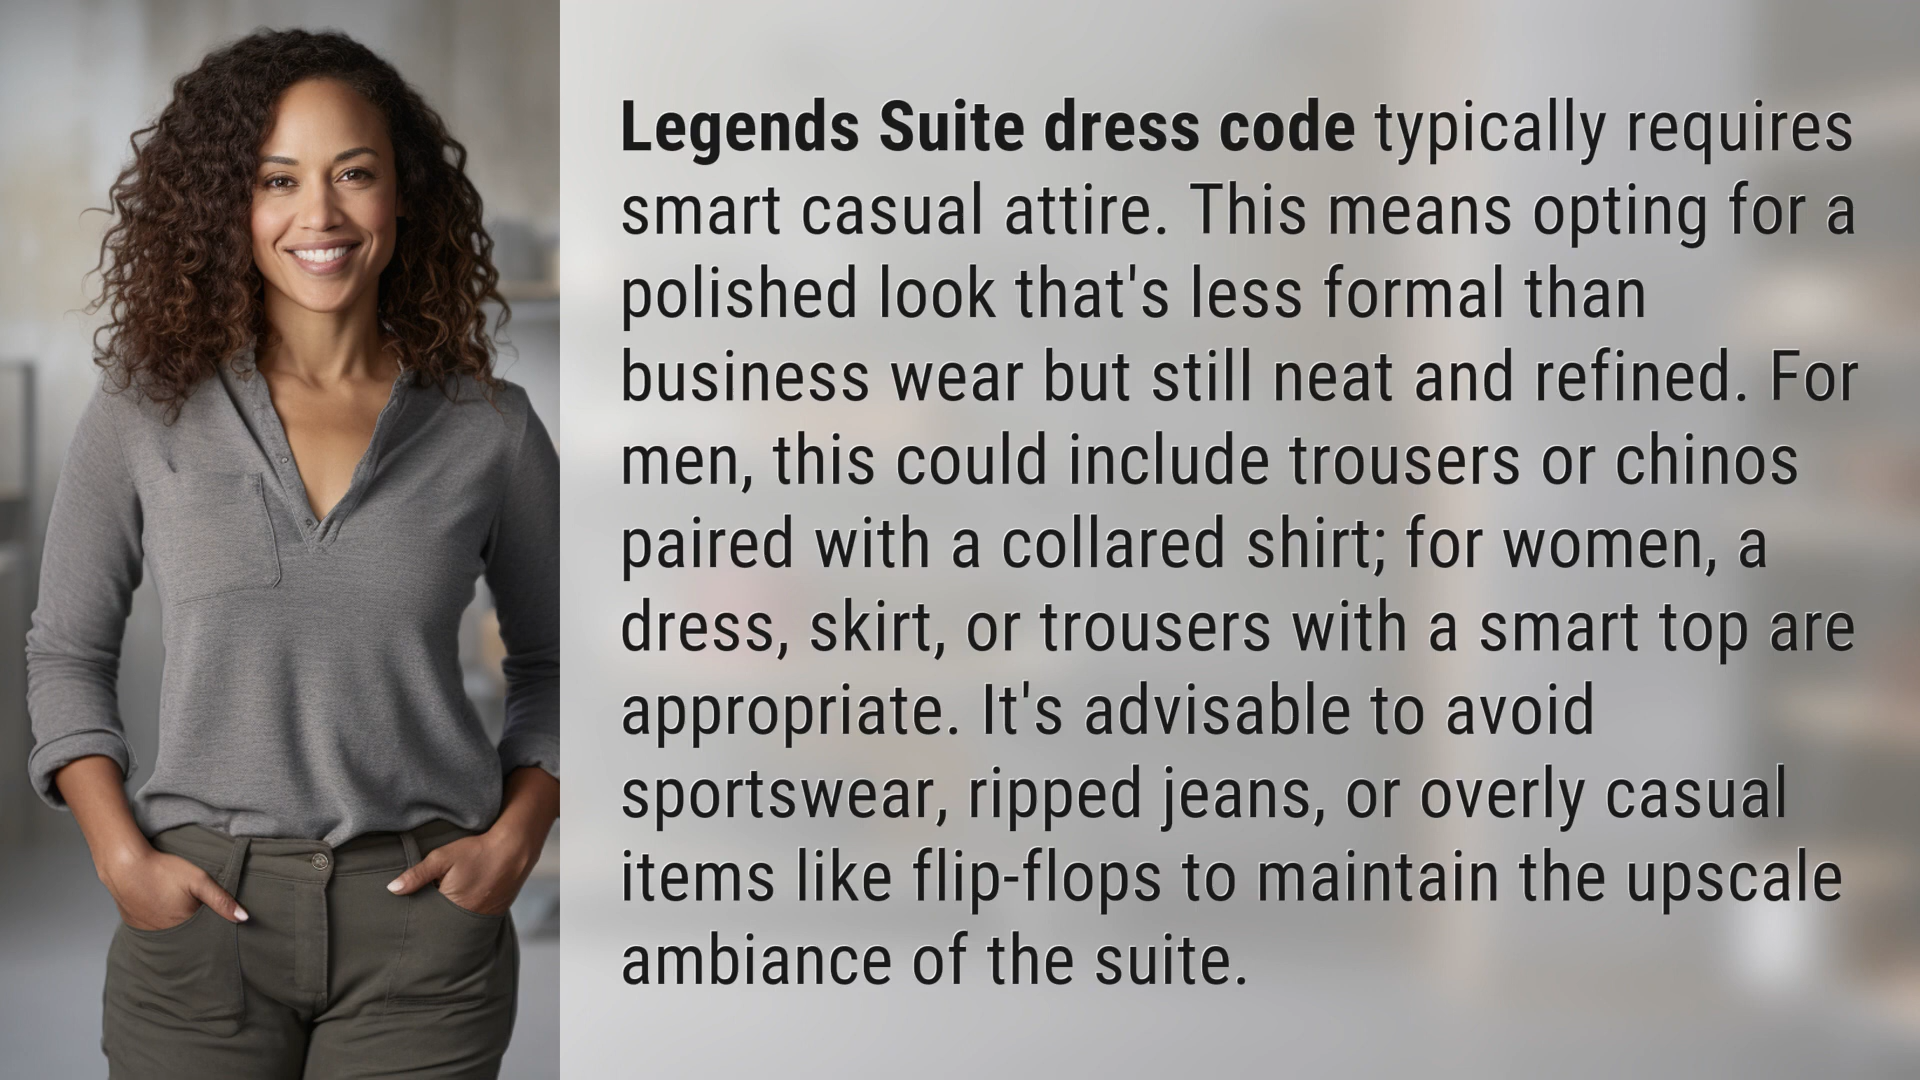 Legends Suite dress code typically requires
smart casual attire. This means opting for a
polished look that's less formal than
business wear but still neat and refined. For
men, this could include trousers or chinos
paired with a collared shirt; for women, a
dress, skirt, or trousers with a smart top are
appropriate. It's advisable to avoid
sportswear, ripped jeans, or overly casual
items like flip-flops to maintain the upscale
ambiance of the suite.